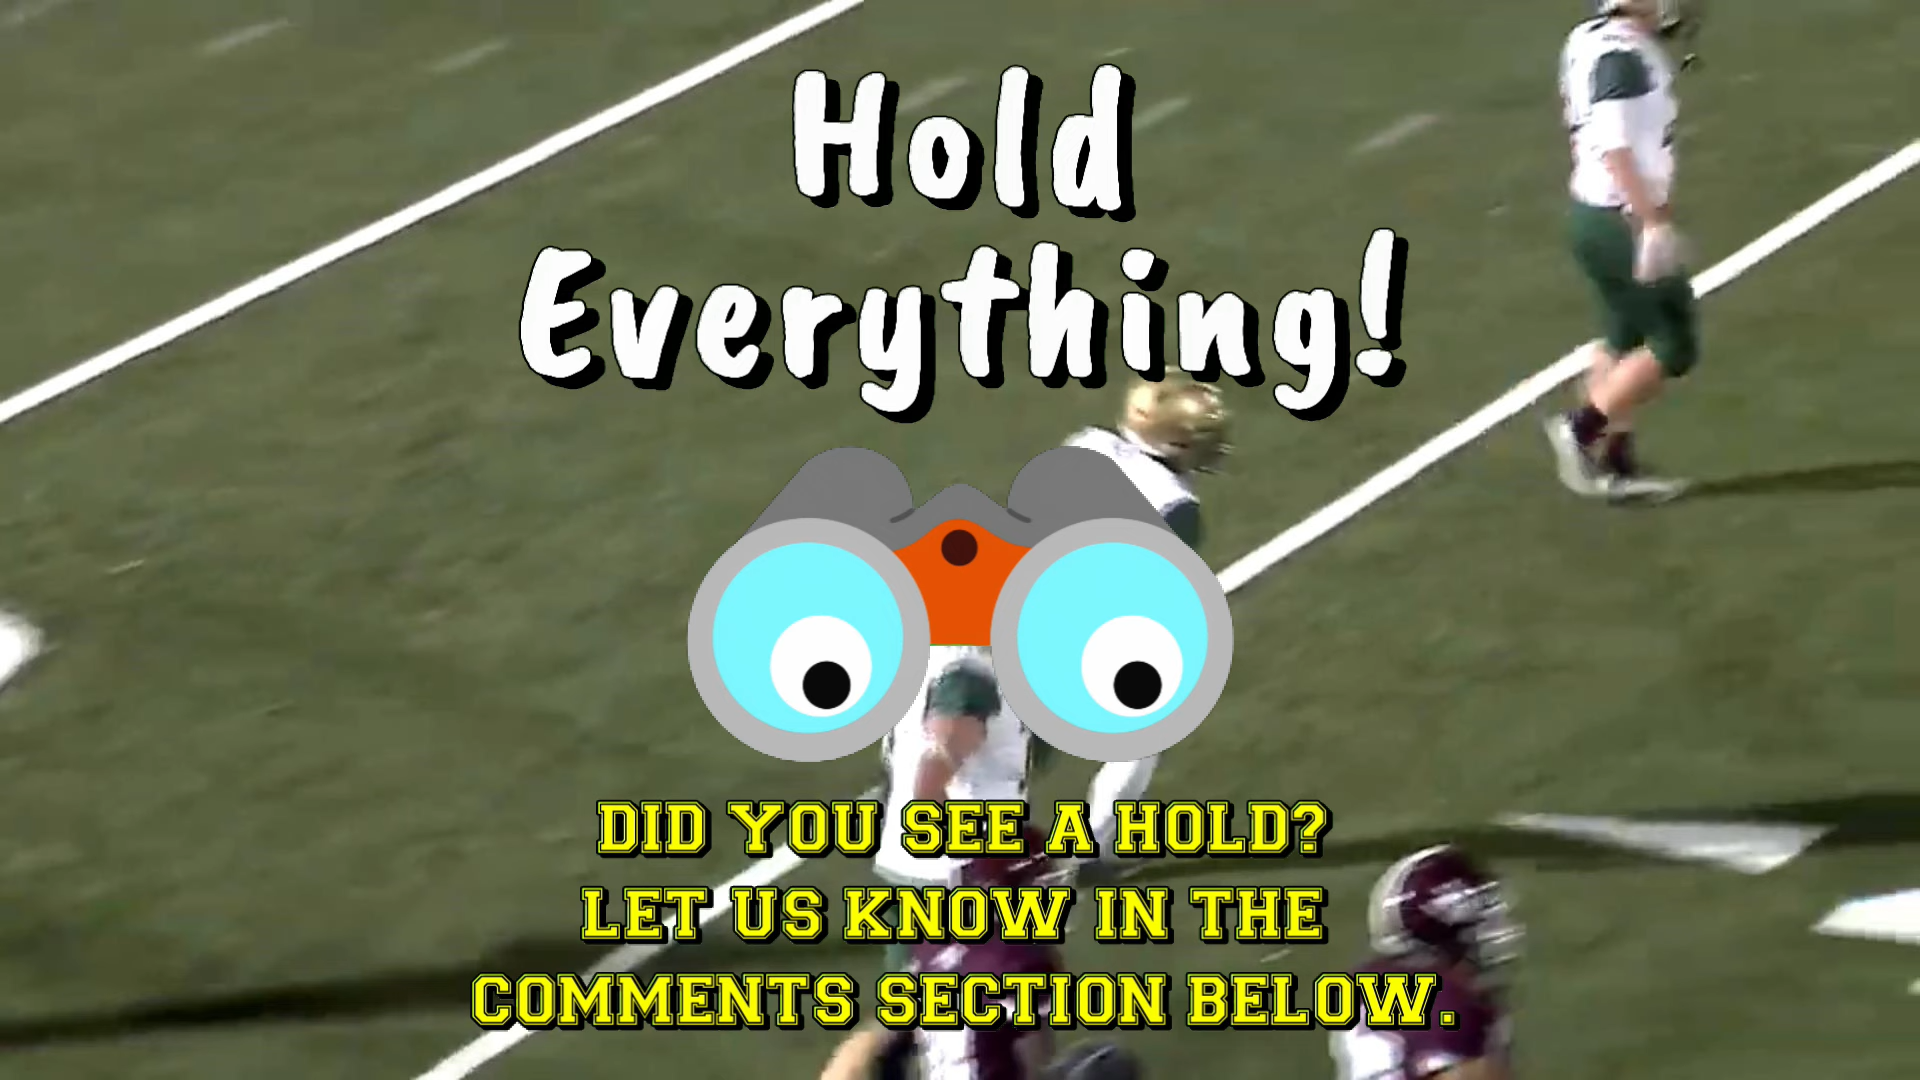 Hold
Everything!
DID YOU SEE A HOLD?
LET US KNOW IN THE
COMMENTS SECTION BELOW.